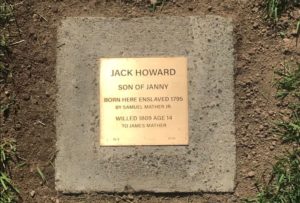 JACK HOWARD
SON OF JANNY
BORN HERE ENSLAVED 1795
BY SAMUEL MATHER JR.
WILLED 1809 AGE 14
TO JAMES MATHER